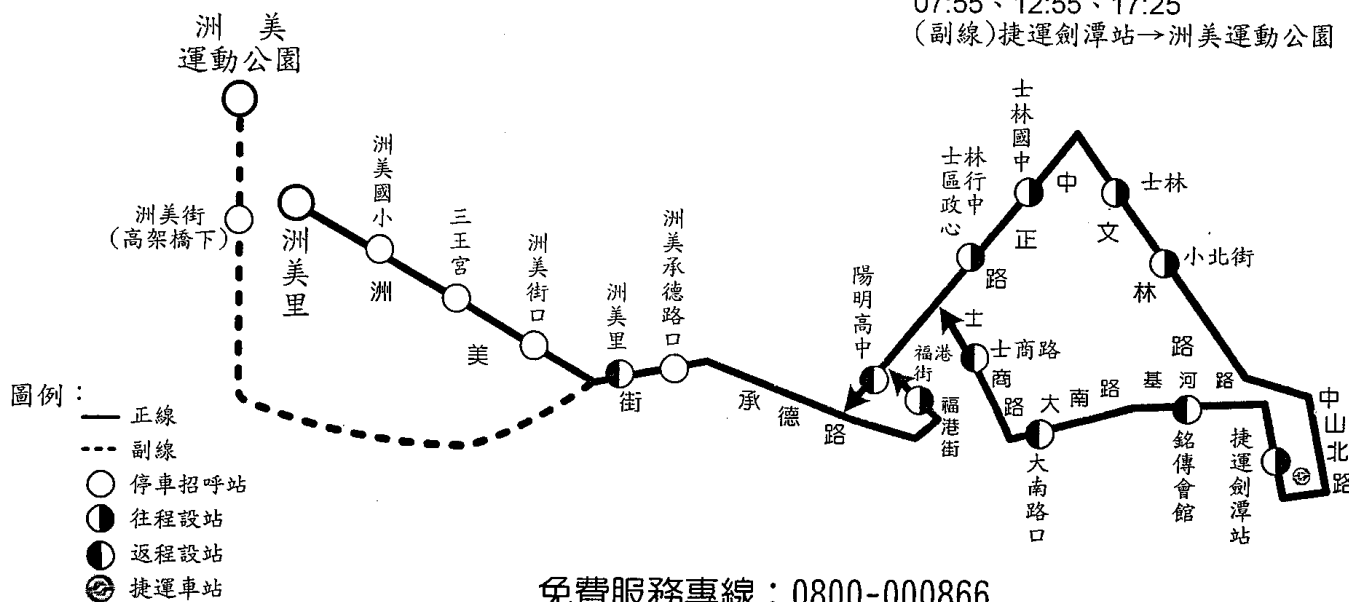 07:55、12:55、17:25
(副線)捷運劍潭站→洲美運動公園
洲 美
運動公園
洲美街
(高架橋下)
洲美里
洲美國小
三王宮
洲美街口
洲美里
洲美承德路口
洲美街
承德路
陽明高中
福港街
福港街
士林區行政中心
士林國中
中正路
士商路
士商路
士林
小北街
文林路
大南路
大南路口
基河路
銘傳會館
捷運劍潭站
中山北路
圖例：
正線
副線
停車招呼站
往程設站
返程設站
捷運車站
免費服務專線：0800-000866